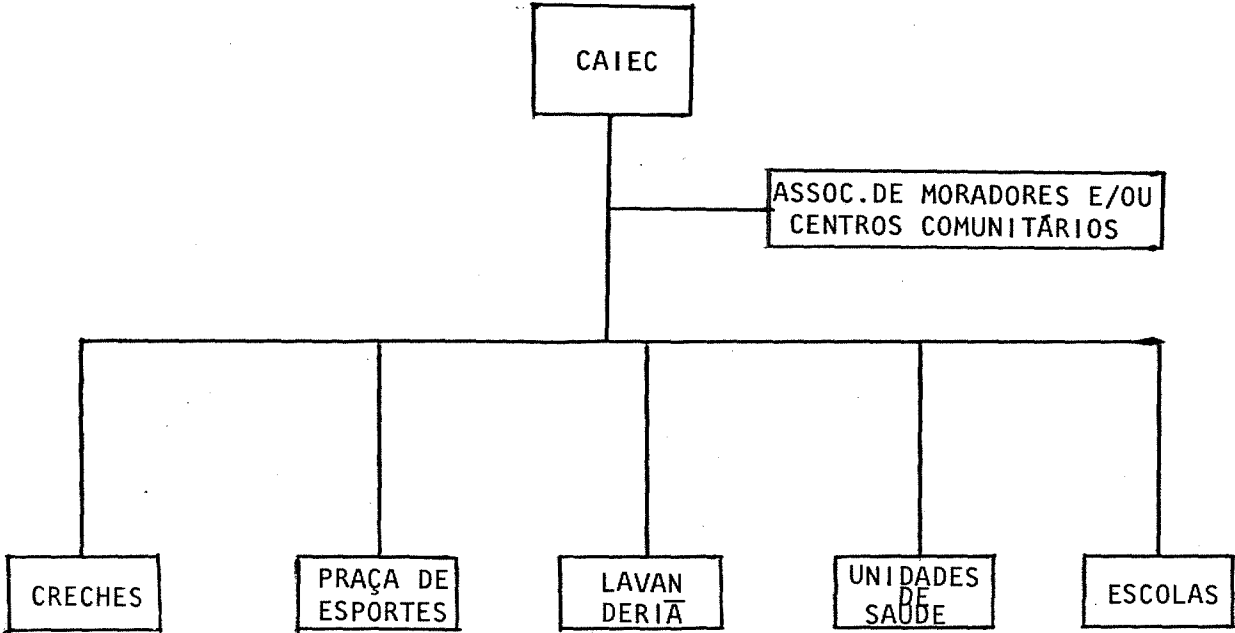 CAIEC
ASSOC.DE MORADORES E/OU
CENTROS COMUNITÁRIOS
CRECHES
PRAÇA DE
ESPORTES
LAVAN
DERIA
UNIDADES
DE
SAÚDE
ESCOLAS